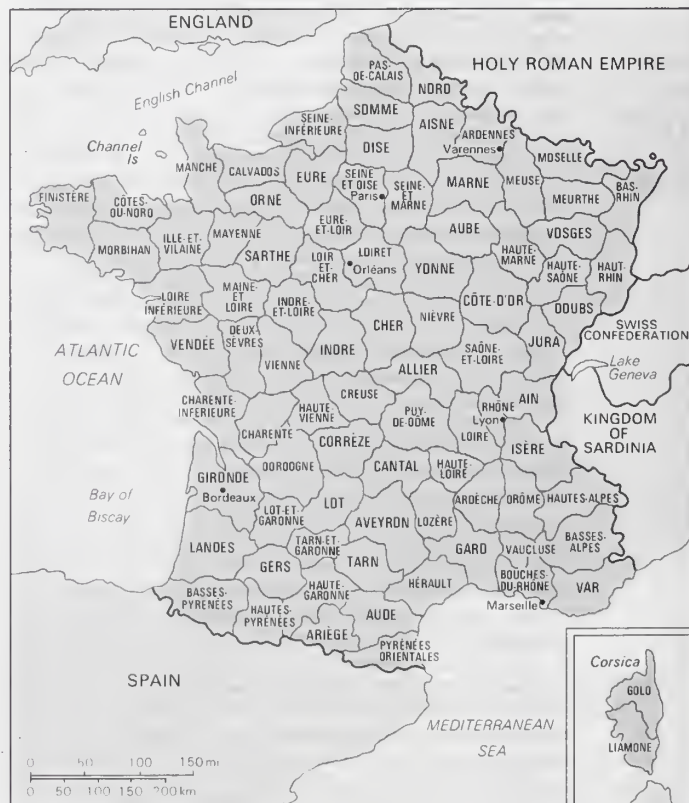 ENGLAND
HOLY ROMAN EMPIRE
English Channel
Channel
Is
PAS-
DE-CALAIS
NORD
SOMME
SEINE-
INFÉRIEURE
AISNE
OISE
ARDENNES
Varennes
MOSELLE
MANCHE
CALVADOS
EURE
SEINE
ET OISE
Paris
SEINE-
ET
MARNE
MARNE
MEUSE
MEURTHE
BAS-
RHIN
FINISTÈRE
CÔTES-
DU-NORD
ORNE
MORBIHAN
ILLE-ET-
VILAINE
MAYENNE
EURE-
ET-LOIR
AUBE
VOSGES
SARTHE
LOIR
ET-
CHER
LOIRET
Orléans
YONNE
HAUTE-
MARNE
HAUTE-
SAÔNE
HAUT-
RHIN
LOIRE
INFÉRIEURE
MAINE-
ET
LOIRE
INDRE-
ET-LOIRE
CÔTE-D'OR
DOUBS
CHER
NIÈVRE
SWISS
CONFEDERATION
VENDÉE
DEUX-
SÈVRES
VIENNE
INDRE
SAÔNE-
ET-LOIRE
JURA
ATLANTIC
OCEAN
ALLIER
Lake
Geneva
CHARENTE-
INFÉRIEURE
HAUTE-
VIENNE
CREUSE
PUY-
DE-DÔME
RHÔNE
Lyon
AIN
KINGDOM
OF
SARDINIA
CHARENTE
LOIRE
CORRÈZE
ISÈRE
GIRONDE
Bordeaux
DORDOGNE
CANTAL
HAUTE-
LOIRE
Bay of
Biscay
LOT-ET-
GARONNE
LOT
ARDÈCHE
DRÔME
HAUTES-ALPES
AVEYRON
LOZÈRE
LANDES
TARN-ET-
GARONNE
GARD
VAUCLUSE
BASSES-
ALPES
GERS
TARN
BOUCHES-
DU-RHÔNE
VAR
BASSES-
PYRENÉES
HAUTE-
GARONNE
HÉRAULT
Marseille
HAUTES-
PYRÉNÉES
AUDE
ARIÈGE
PYRÉNÉES
ORIENTALES
SPAIN
Corsica
GOLO
LIAMONE
MEDITERRANEAN
SEA
0 50 100 150 mi
0 50 100 150 200 km